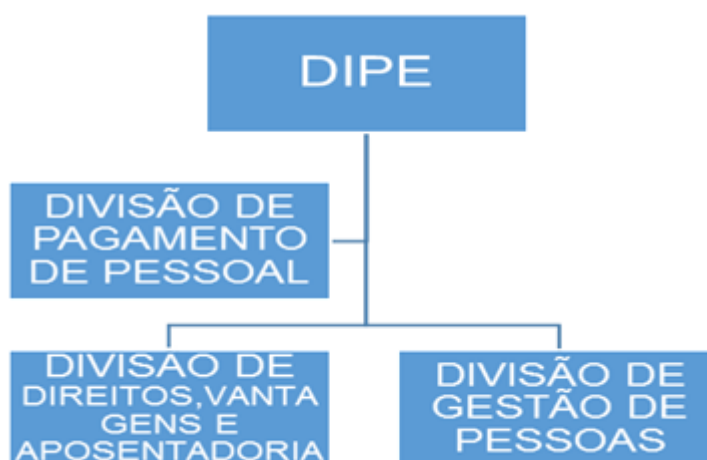 DIPE
DIVISÃO DE
PAGAMENTO
DE PESSOAL
DIVISÃO DE
DIREITOS,VANTA
GENS E
APOSENTADORIA
DIVISÃO DE
GESTÃO DE
PESSOAS